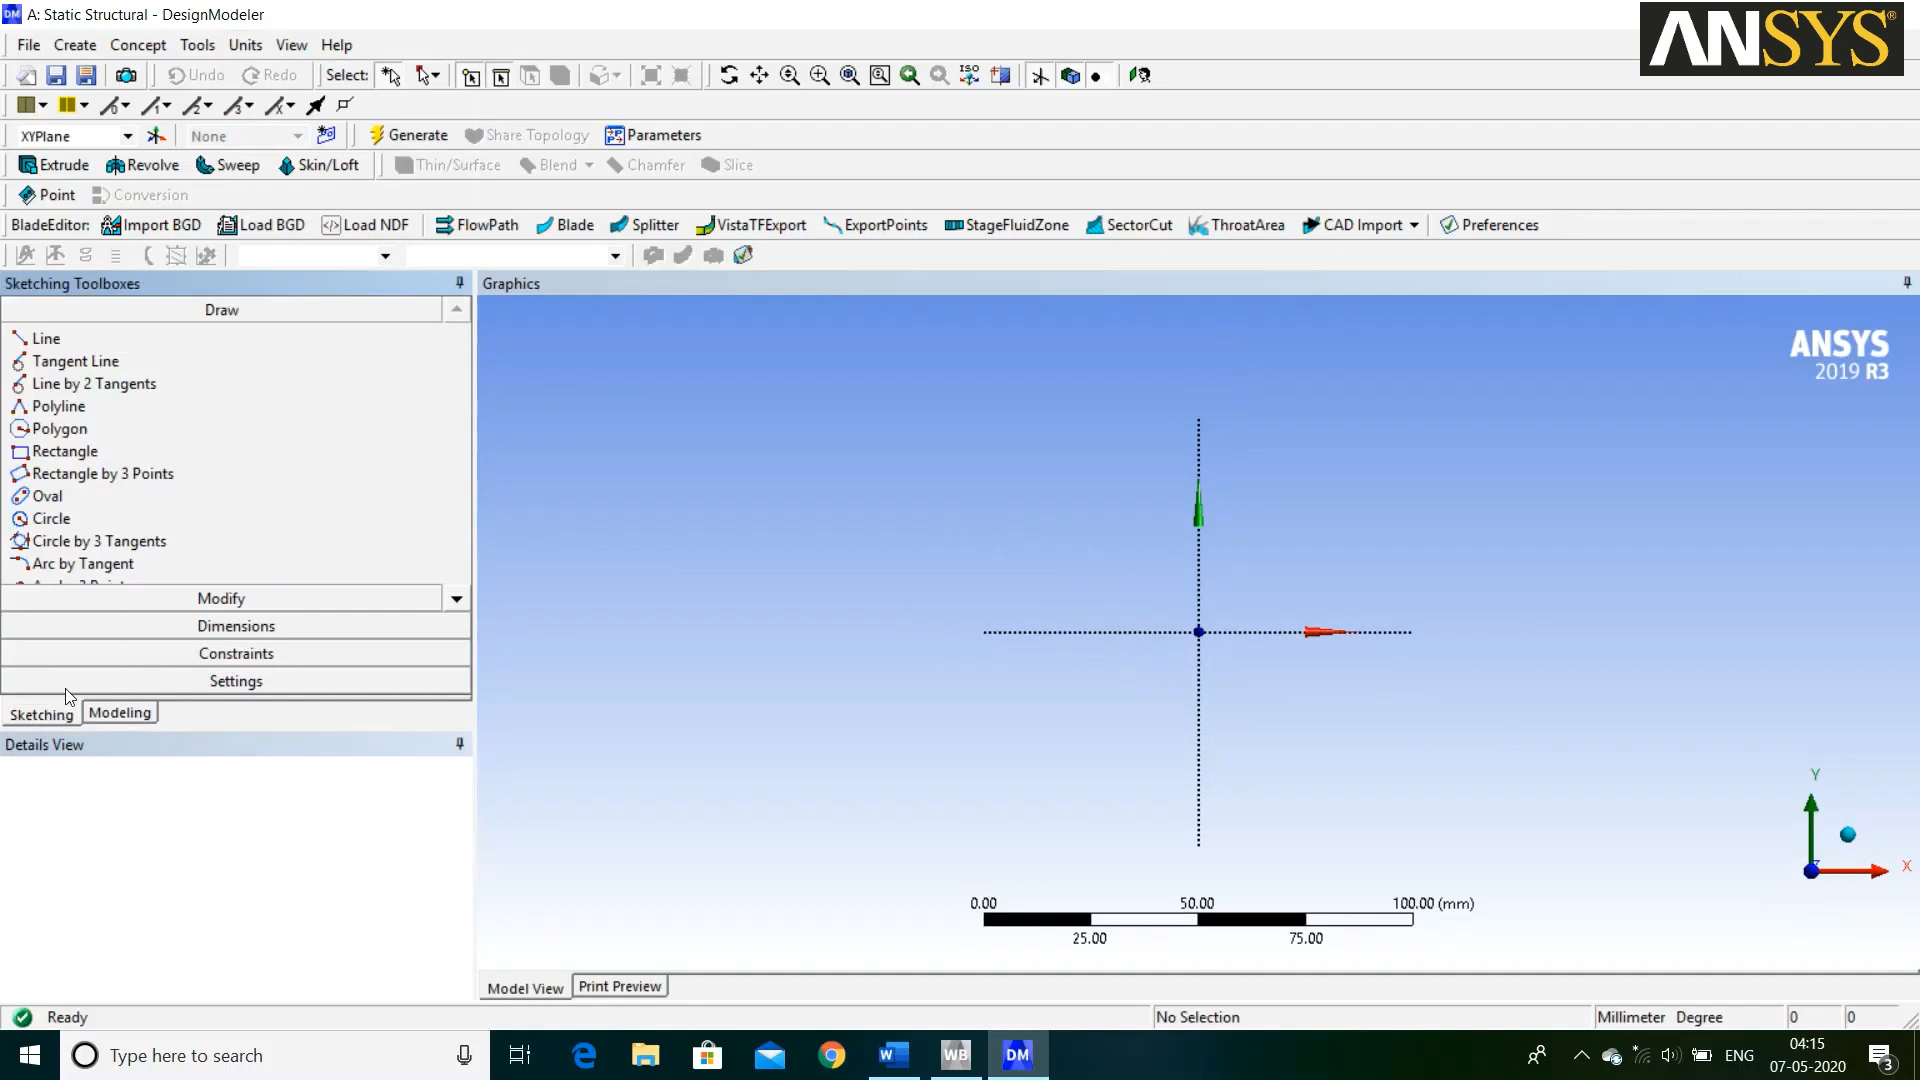 DM A: Static Structural - DesignModeler
ANSYS®
File Create Concept Tools Units View Help
Undo Redo Select: ISO
XYPlane None Generate Share Topology Parameters
Extrude Revolve Sweep Skin/Loft Thin/Surface Blend Chamfer Slice
Point Conversion
BladeEditor: Import BGD Load BGD Load NDF FlowPath Blade Splitter VistaTFExport ExportPoints StageFluidZone SectorCut ThroatArea CAD Import Preferences
Sketching Toolboxes
Graphics
Draw
Line
Tangent Line
Line by 2 Tangents
Polyline
Polygon
Rectangle
Rectangle by 3 Points
Oval
Circle
Circle by 3 Tangents
Arc by Tangent
Modify
Dimensions
Constraints
Settings
Sketching Modeling
Details View
ANSYS
2019 R3
Y
X
0.00 50.00 100.00 (mm)
25.00 75.00
Model View Print Preview
Ready
No Selection
Millimeter Degree 0 0
Type here to search
W WB DM
ENG
04:15
07-05-2020
3